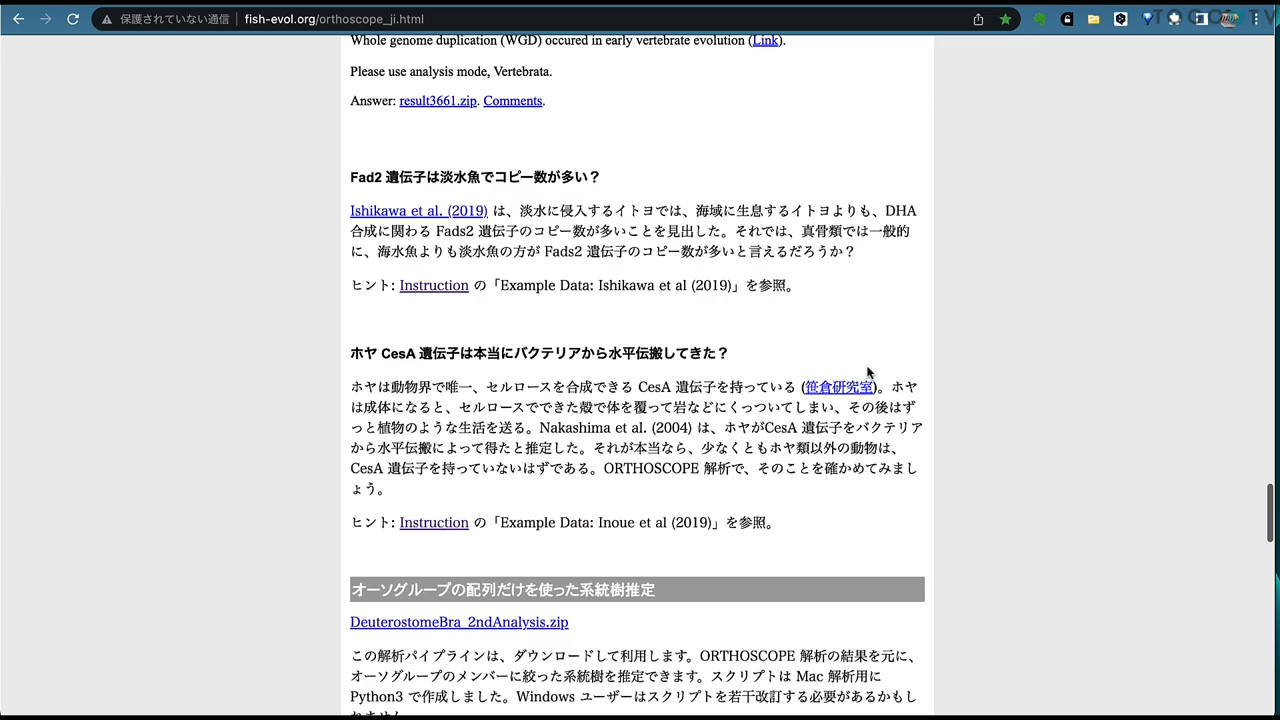 保護されていない通信 | fish-evol.org/orthoscope_ji.html
TOGOTV
Whole genome duplication (WGD) occured in early vertebrate evolution (Link).
Please use analysis mode, Vertebrata.
Answer: result3661.zip. Comments.
Fad2 遺伝子は淡水魚でコピー数が多い？
Ishikawa et al. (2019) は、淡水に侵入するイトヨでは、海域に生息するイトヨよりも、DHA
合成に関わる Fads2 遺伝子のコピー数が多いことを見出した。それでは、真骨類では一般的
に、海水魚よりも淡水魚の方が Fads2 遺伝子のコピー数が多いと言えるだろうか？
ヒント: Instruction の「Example Data: Ishikawa et al (2019)」を参照。
ホヤ CesA 遺伝子は本当にバクテリアから水平伝搬してきた？
ホヤは動物界で唯一、セルロースを合成できる CesA 遺伝子を持っている (笹倉研究室)。ホヤ
は成体になると、セルロースでできた殻で体を覆って岩などにくっついてしまい、その後はず
っと植物のような生活を送る。Nakashima et al. (2004) は、ホヤがCesA 遺伝子をバクテリア
から水平伝搬によって得たと推定した。それが本当なら、少なくともホヤ類以外の動物は、
CesA 遺伝子を持っていないはずである。ORTHOSCOPE 解析で、そのことを確かめてみまし
ょう。
ヒント: Instruction の「Example Data: Inoue et al (2019)」を参照。
オーソグループの配列だけを使った系統樹推定
DeuterostomeBra_2ndAnalysis.zip
この解析パイプラインは、ダウンロードして利用します。ORTHOSCOPE 解析の結果を元に、
オーソグループのメンバーに絞った系統樹を推定できます。スクリプトは Mac 解析用に
Python3 で作成しました。Windows ユーザーはスクリプトを若干改訂する必要があるかもし
れません。